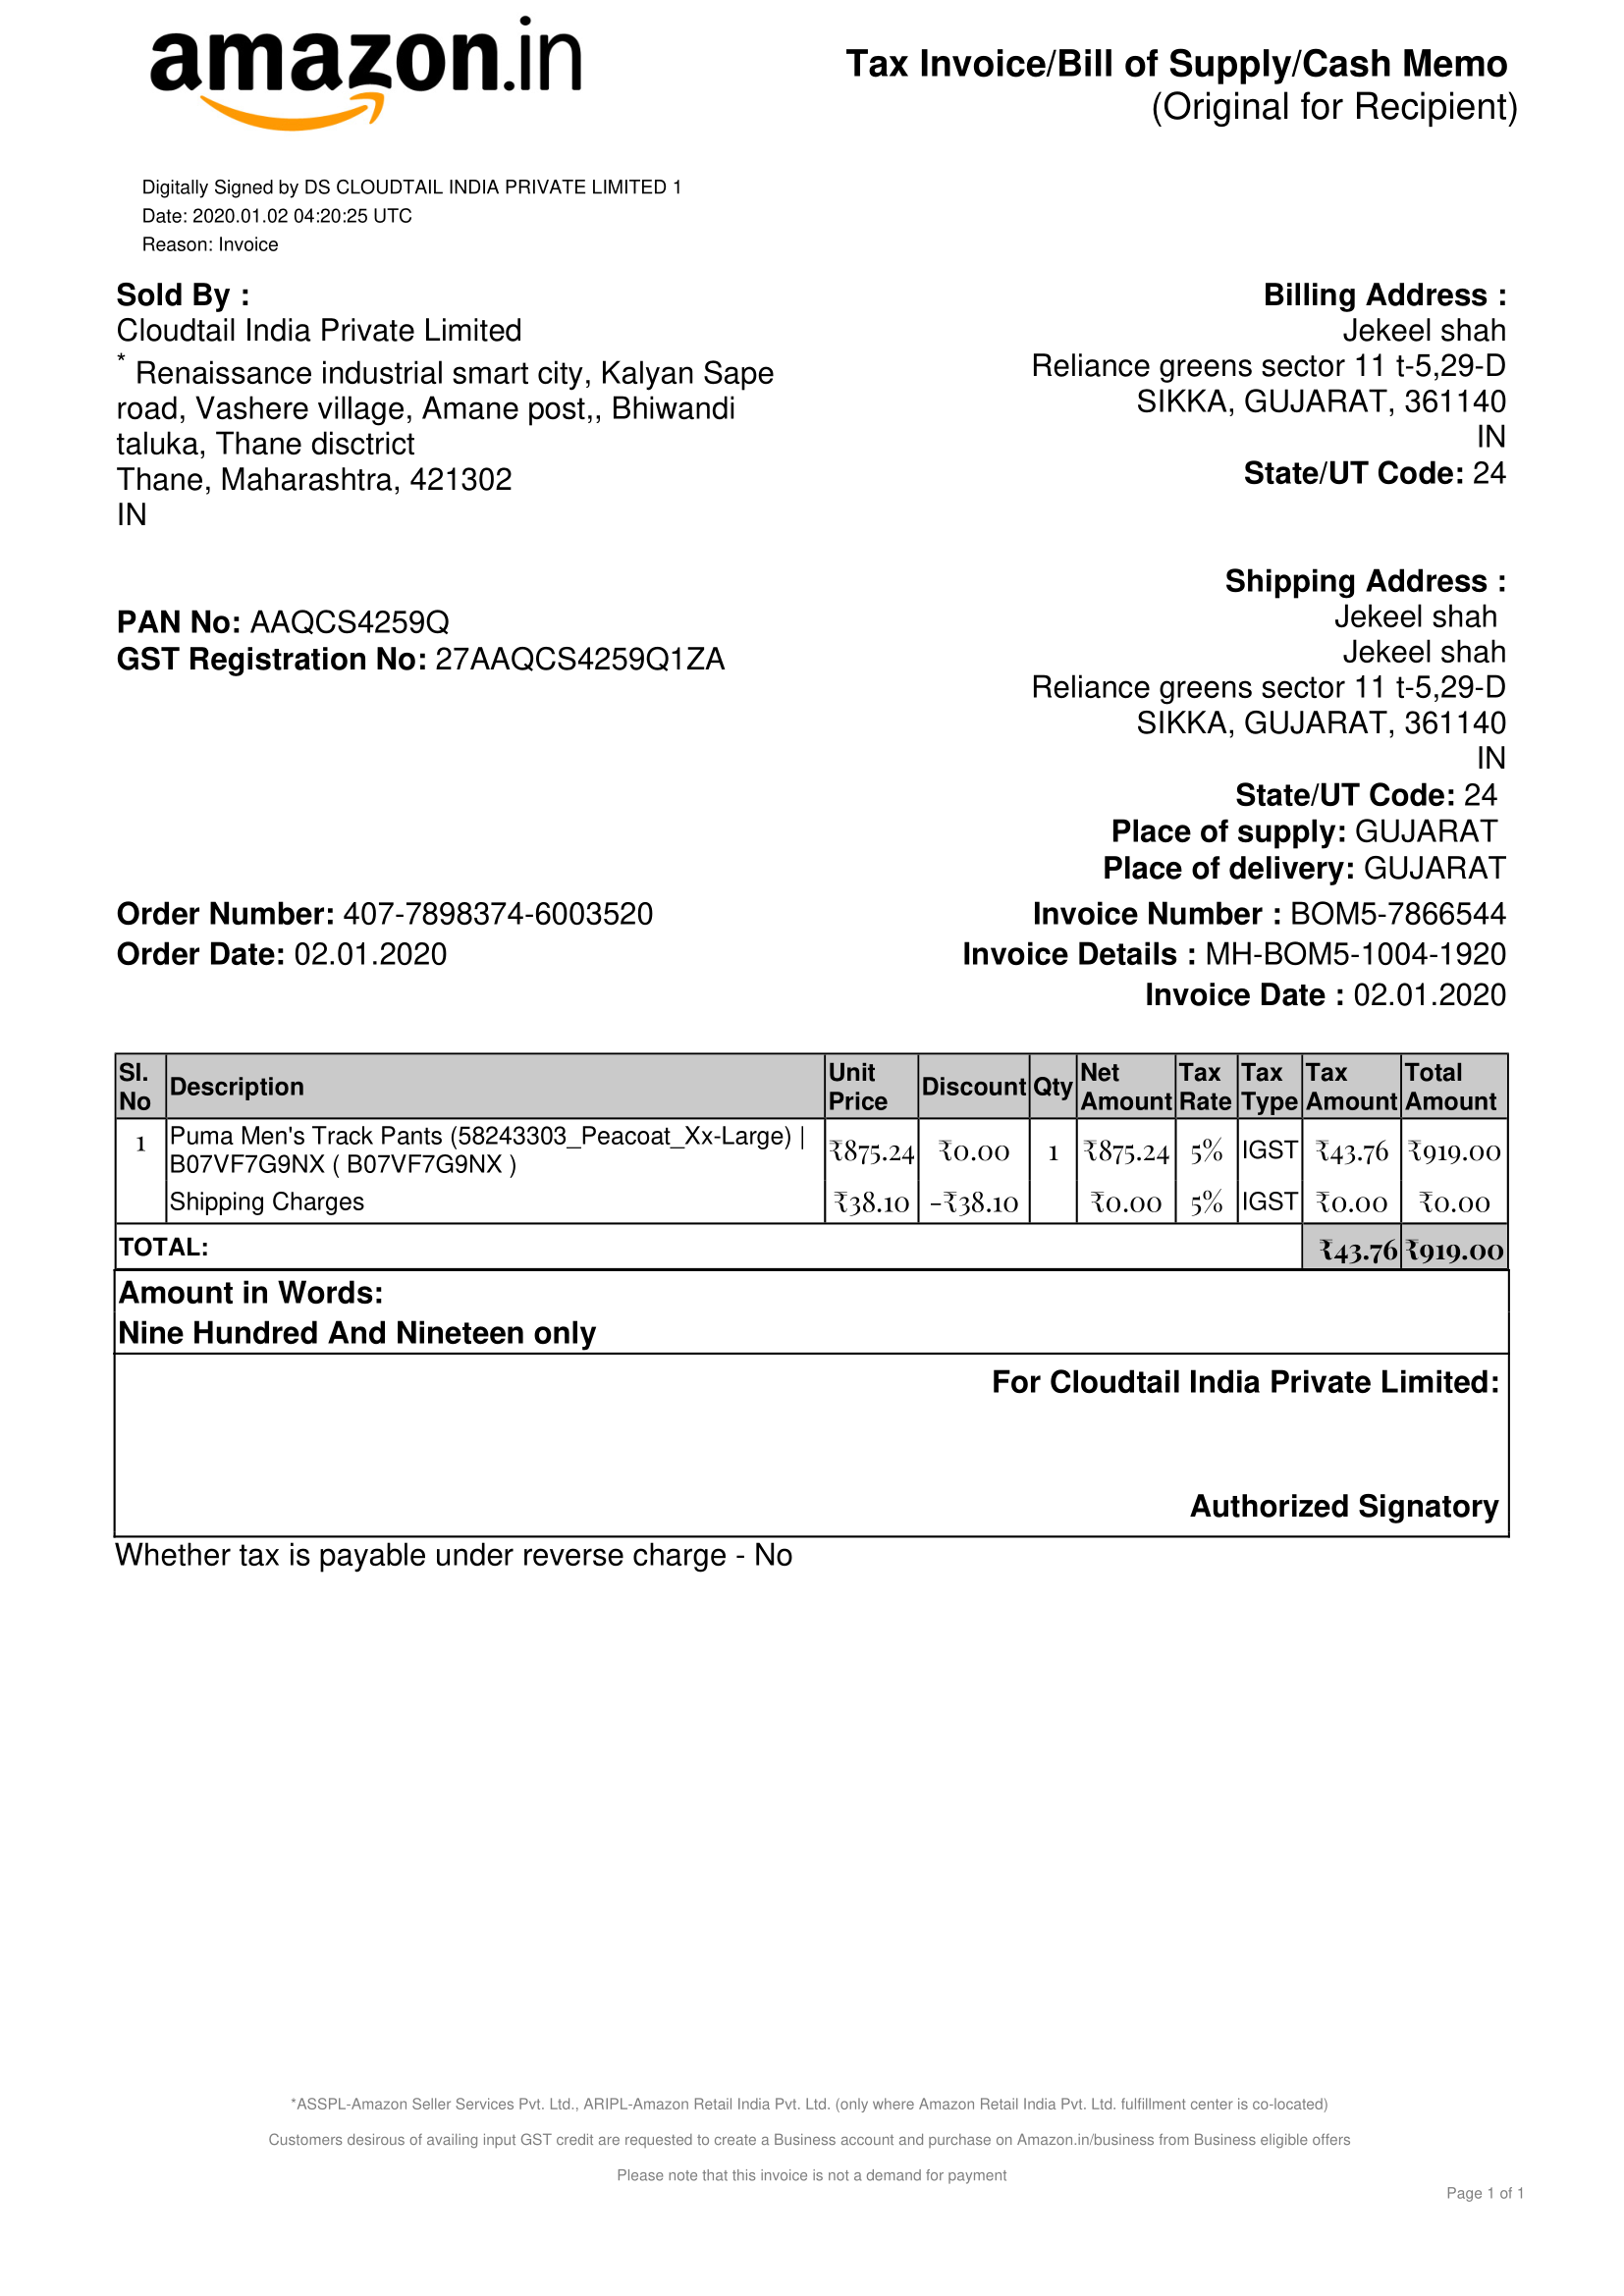 amazon.in
Tax Invoice/Bill of Supply/Cash Memo
(Original for Recipient)
Digitally Signed by DS CLOUDTAIL INDIA PRIVATE LIMITED 1
Date: 2020.01.02 04:20:25 UTC
Reason: Invoice
Sold By :
Cloudtail India Private Limited
* Renaissance industrial smart city, Kalyan Sape
road, Vashere village, Amane post,, Bhiwandi
taluka, Thane disctrict
Thane, Maharashtra, 421302
IN
PAN No: AAQCS4259Q
GST Registration No: 27AAQCS4259Q1ZA
Billing Address :
Jekeel shah
Reliance greens sector 11 t-5,29-D
SIKKA, GUJARAT, 361140
IN
State/UT Code: 24
Shipping Address :
Jekeel shah
Jekeel shah
Reliance greens sector 11 t-5,29-D
SIKKA, GUJARAT, 361140
IN
State/UT Code: 24
Place of supply: GUJARAT
Place of delivery: GUJARAT
Order Number: 407-7898374-6003520
Order Date: 02.01.2020
Invoice Number : BOM5-7866544
Invoice Details : MH-BOM5-1004-1920
Invoice Date : 02.01.2020
Sl. No Description Unit Price Discount Qty Net Amount Tax Rate Tax Type Tax Amount Total Amount
1 Puma Men's Track Pants (58243303_Peacoat_Xx-Large) |
B07VF7G9NX ( B07VF7G9NX ) ₹875.24 ₹0.00 1 ₹875.24 5% IGST ₹43.76 ₹919.00
Shipping Charges ₹38.10 -₹38.10 ₹0.00 5% IGST ₹0.00 ₹0.00
TOTAL: ₹43.76 ₹919.00
Amount in Words:
Nine Hundred And Nineteen only
For Cloudtail India Private Limited:
Authorized Signatory
Whether tax is payable under reverse charge - No
*ASSPL-Amazon Seller Services Pvt. Ltd., ARIPL-Amazon Retail India Pvt. Ltd. (only where Amazon Retail India Pvt. Ltd. fulfillment center is co-located)
Customers desirous of availing input GST credit are requested to create a Business account and purchase on Amazon.in/business from Business eligible offers
Please note that this invoice is not a demand for payment
Page 1 of 1